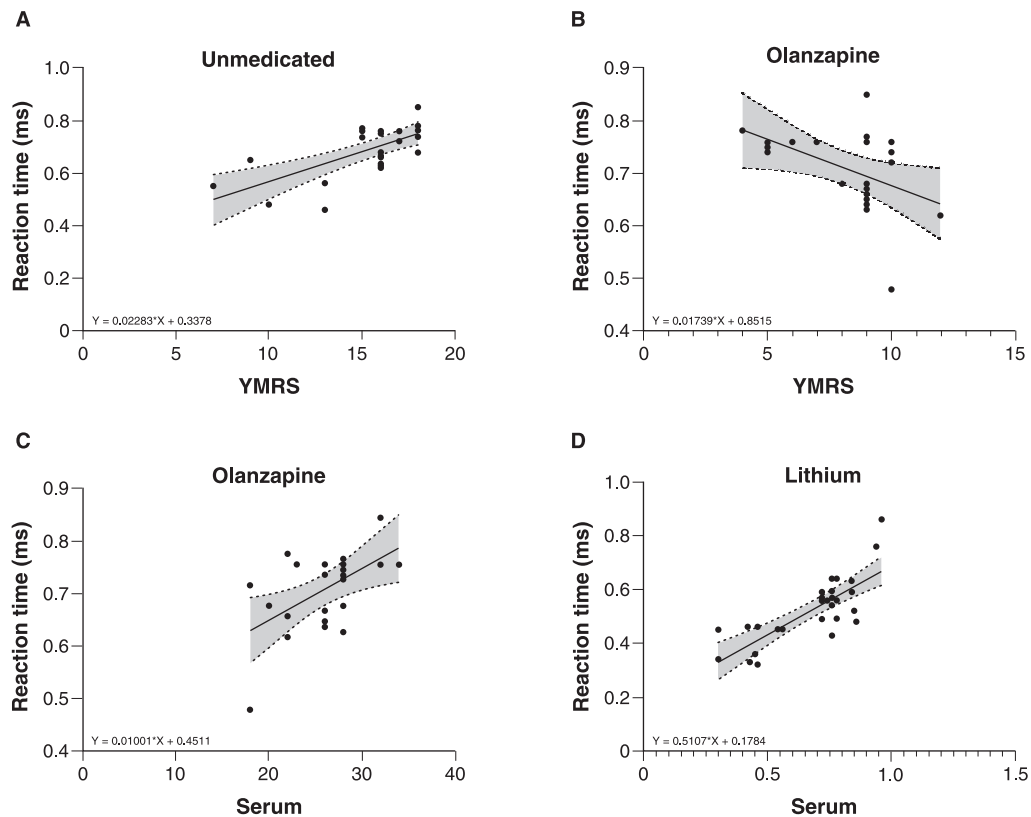 A
Unmedicated
Reaction time (ms)
1.0
0.8
0.6
0.4
0.2
0
Y = 0.02283*X + 0.3378
0 5 10 15 20
YMRS
B
Olanzapine
Reaction time (ms)
0.9
0.8
0.7
0.6
0.5
0.4
Y = 0.01739*X + 0.8515
0 5 10 15
YMRS
C
Olanzapine
Reaction time (ms)
0.9
0.8
0.7
0.6
0.5
0.4
Y = 0.01001*X + 0.4511
0 10 20 30 40
Serum
D
Lithium
Reaction time (ms)
1.0
0.8
0.6
0.4
0.2
0
Y = 0.5107*X + 0.1784
0 0.5 1.0 1.5
Serum